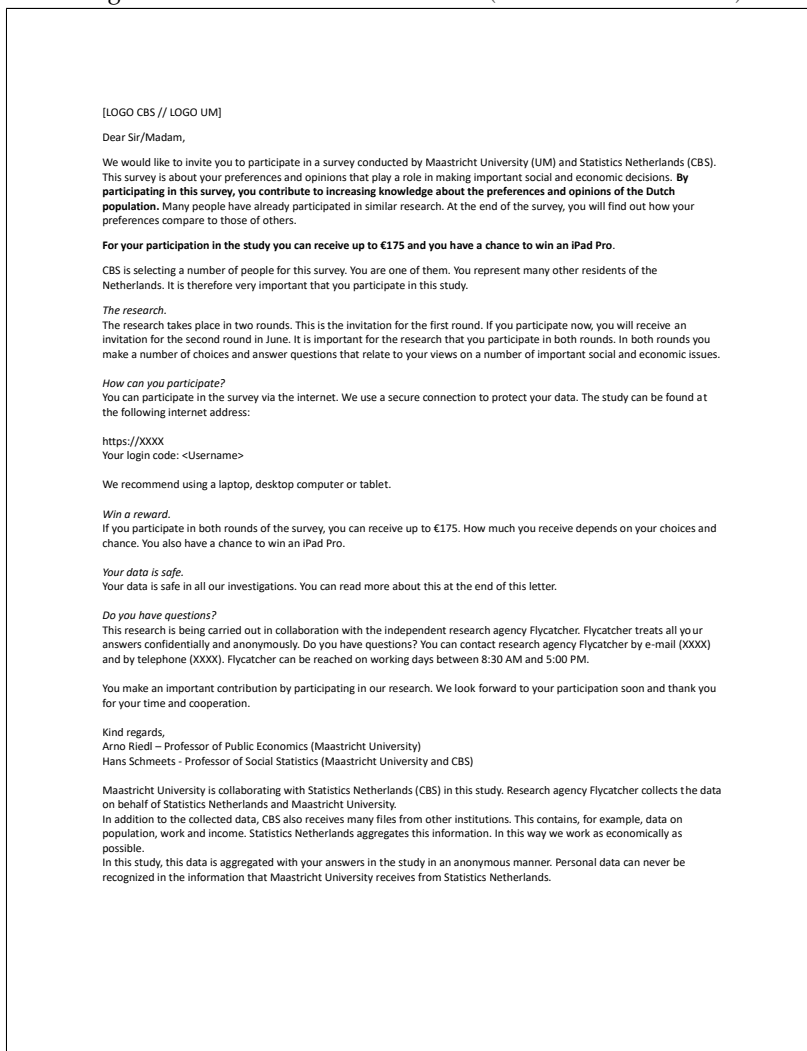 [LOGO CBS // LOGO UM]
Dear Sir/Madam,
We would like to invite you to participate in a survey conducted by Maastricht University (UM) and Statistics Netherlands (CBS).
This survey is about your preferences and opinions that play a role in making important social and economic decisions. By
participating in this survey, you contribute to increasing knowledge about the preferences and opinions of the Dutch
population. Many people have already participated in similar research. At the end of the survey, you will find out how your
preferences compare to those of others.
For your participation in the study you can receive up to €175 and you have a chance to win an iPad Pro.
CBS is selecting a number of people for this survey. You are one of them. You represent many other residents of the
Netherlands. It is therefore very important that you participate in this study.
The research.
The research takes place in two rounds. This is the invitation for the first round. If you participate now, you will receive an
invitation for the second round in June. It is important for the research that you participate in both rounds. In both rounds you
make a number of choices and answer questions that relate to your views on a number of important social and economic issues.
How can you participate?
You can participate in the survey via the internet. We use a secure connection to protect your data. The study can be found at
the following internet address:
https://XXXX
Your login code: <Username>
We recommend using a laptop, desktop computer or tablet.
Win a reward.
If you participate in both rounds of the survey, you can receive up to €175. How much you receive depends on your choices and
chance. You also have a chance to win an iPad Pro.
Your data is safe.
Your data is safe in all our investigations. You can read more about this at the end of this letter.
Do you have questions?
This research is being carried out in collaboration with the independent research agency Flycatcher. Flycatcher treats all your
answers confidentially and anonymously. Do you have questions? You can contact research agency Flycatcher by e-mail (XXXX)
and by telephone (XXXX). Flycatcher can be reached on working days between 8:30 AM and 5:00 PM.
You make an important contribution by participating in our research. We look forward to your participation soon and thank you
for your time and cooperation.
Kind regards,
Arno Riedl – Professor of Public Economics (Maastricht University)
Hans Schmeets - Professor of Social Statistics (Maastricht University and CBS)
Maastricht University is collaborating with Statistics Netherlands (CBS) in this study. Research agency Flycatcher collects the data
on behalf of Statistics Netherlands and Maastricht University.
In addition to the collected data, CBS also receives many files from other institutions. This contains, for example, data on
population, work and income. Statistics Netherlands aggregates this information. In this way we work as economically as
possible.
In this study, this data is aggregated with your answers in the study in an anonymous manner. Personal data can never be
recognized in the information that Maastricht University receives from Statistics Netherlands.